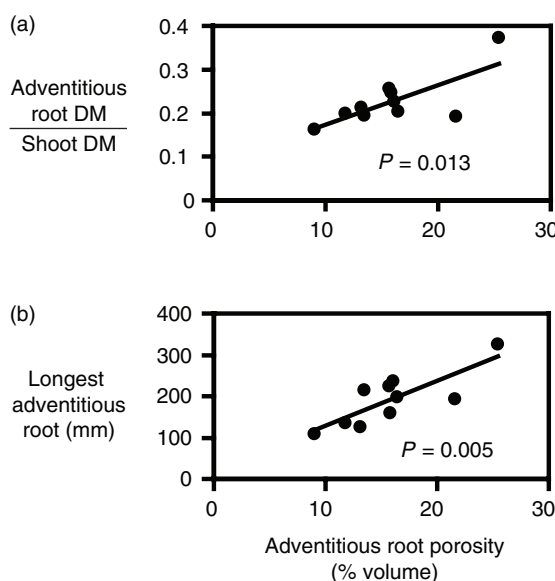 (a)
0.4
0.3
0.2
0.1
0
Adventitious
root DM
Shoot DM
P = 0.013
0 10 20 30
(b)
400
300
200
100
0
Longest
adventitious
root (mm)
P = 0.005
0 10 20 30
Adventitious root porosity
(% volume)